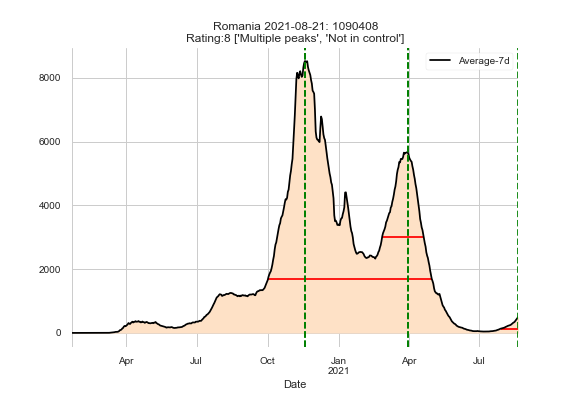 Romania 2021-08-21: 1090408
Rating:8 ['Multiple peaks', 'Not in control']
Average-7d
8000
6000
4000
2000
0
Apr
Jul
Oct
Jan
2021
Apr
Jul
Date